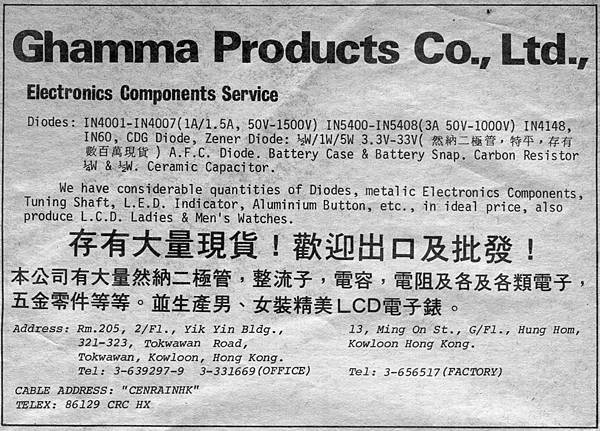 Ghamma Products Co., Ltd.,
Electronics Components Service
Diodes: IN4001-IN4007(1A/1.5A, 50V-1500V) IN5400-IN5408(3A 50V-1000V) IN4148,
IN60, CDG Diode, Zener Diode: ½W/1W/5W 3.3V-33V( 然納二極管，特平，存有
數百萬現貨 ) A.F.C. Diode. Battery Case & Battery Snap. Carbon Resistor
¼W & ½W. Ceramic Capacitor.
We have considerable quantities of Diodes, metalic Electronics Components,
Tuning Shaft, L.E.D. Indicator, Aluminium Button, etc., in ideal price, also
produce L.C.D. Ladies & Men's Watches.
存有大量現貨！歡迎出口及批發！
本公司有大量然納二極管，整流子，電容，電阻及各及各類電子，
五金零件等等。並生產男、女裝精美LCD電子錶。
Address: Rm.205, 2/Fl., Yik Yin Bldg.,
321-323, Tokwawan Road,
Tokwawan, Kowloon, Hong Kong.
Tel: 3-639297-9 3-331669(OFFICE)
13, Ming On St., G/Fl., Hung Hom,
Kowloon Hong Kong.
Tel: 3-656517(FACTORY)
CABLE ADDRESS: "CENRAINHK"
TELEX: 86129 CRC HX